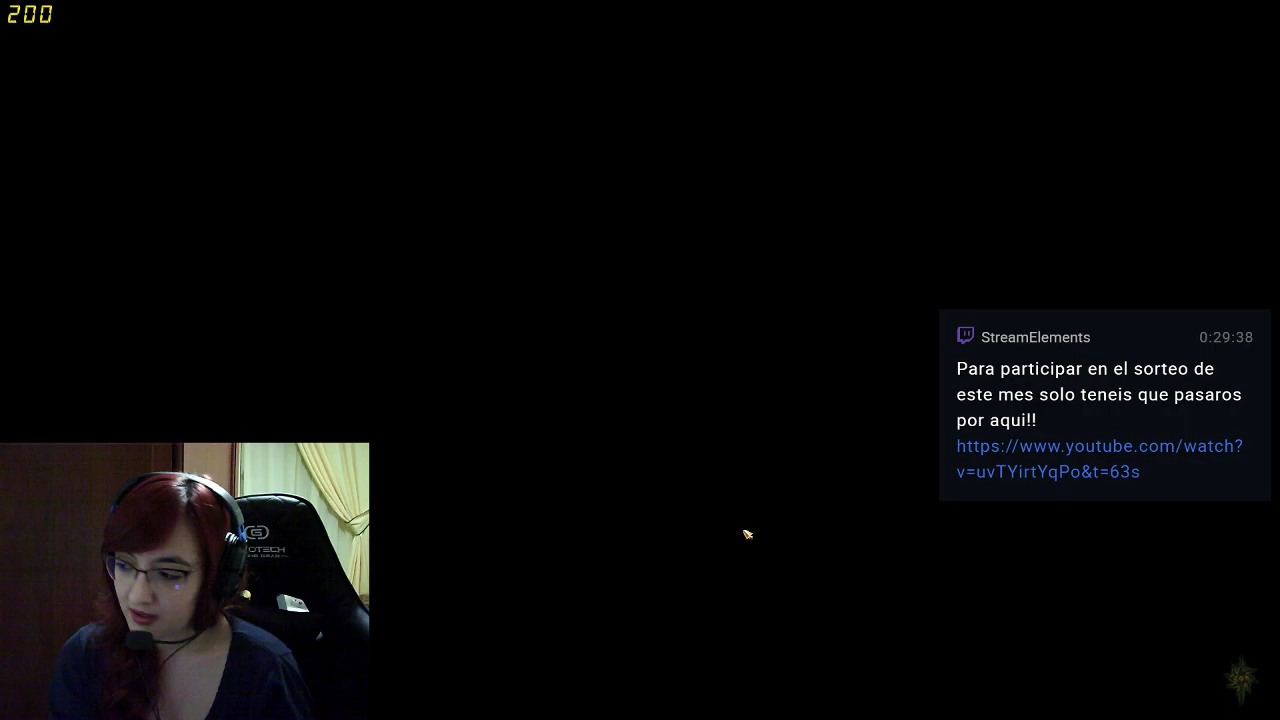 200
StreamElements 0:29:38
Para participar en el sorteo de
este mes solo teneis que pasaros
por aqui!!
https://www.youtube.com/watch?
v=uvTYirtYqPo&t=63s
OTECH